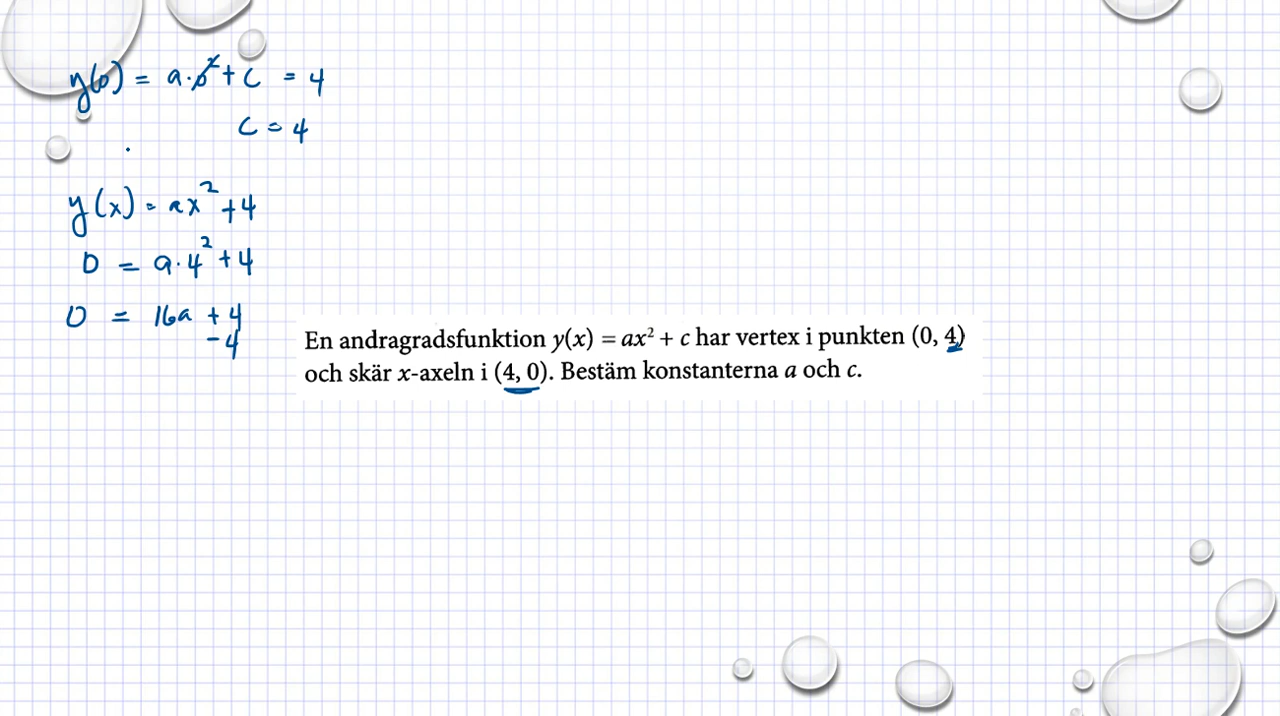 y(0) = a·0² + c = 4
c = 4
y(x) = ax² + 4
0 = a·4² + 4
0 = 16a + 4
-4
En andragradsfunktion y(x) = ax² + c har vertex i punkten (0, 4)
och skär x-axeln i (4, 0). Bestäm konstanterna a och c.